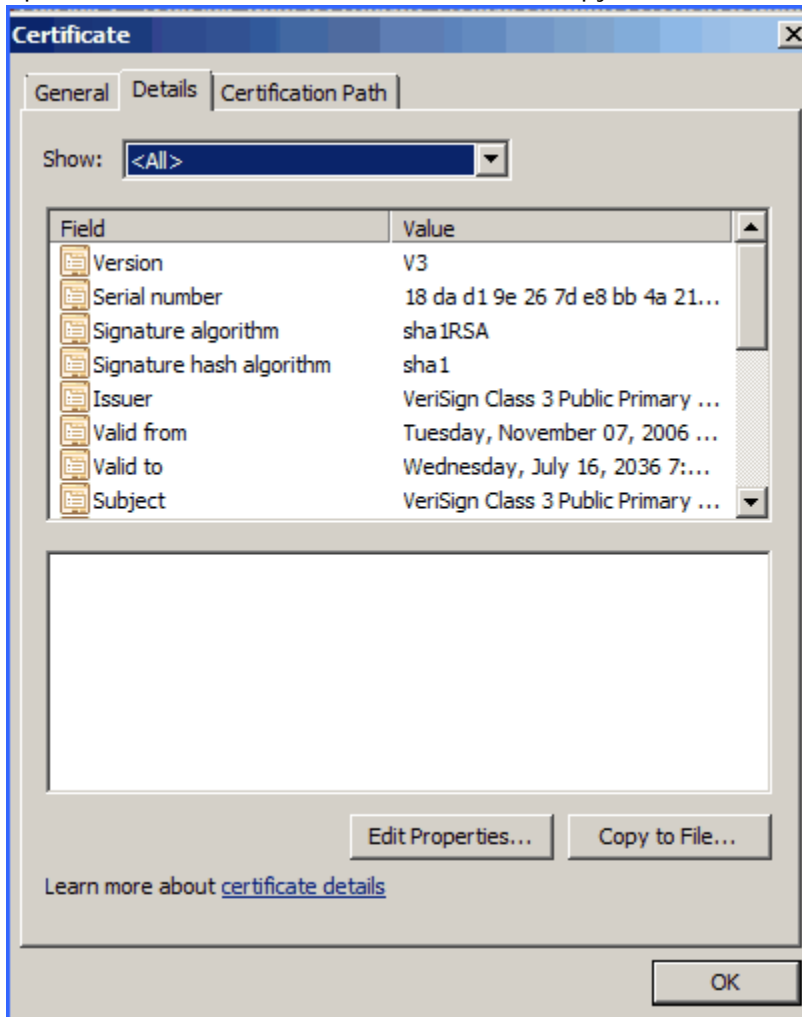 Certificate
General Details Certification Path
Show: <All>
Field Value
Version V3
Serial number 18 da d1 9e 26 7d e8 bb 4a 21...
Signature algorithm sha1RSA
Signature hash algorithm sha1
Issuer VeriSign Class 3 Public Primary ...
Valid from Tuesday, November 07, 2006 ...
Valid to Wednesday, July 16, 2036 7:...
Subject VeriSign Class 3 Public Primary ...
Edit Properties... Copy to File...
Learn more about certificate details
OK